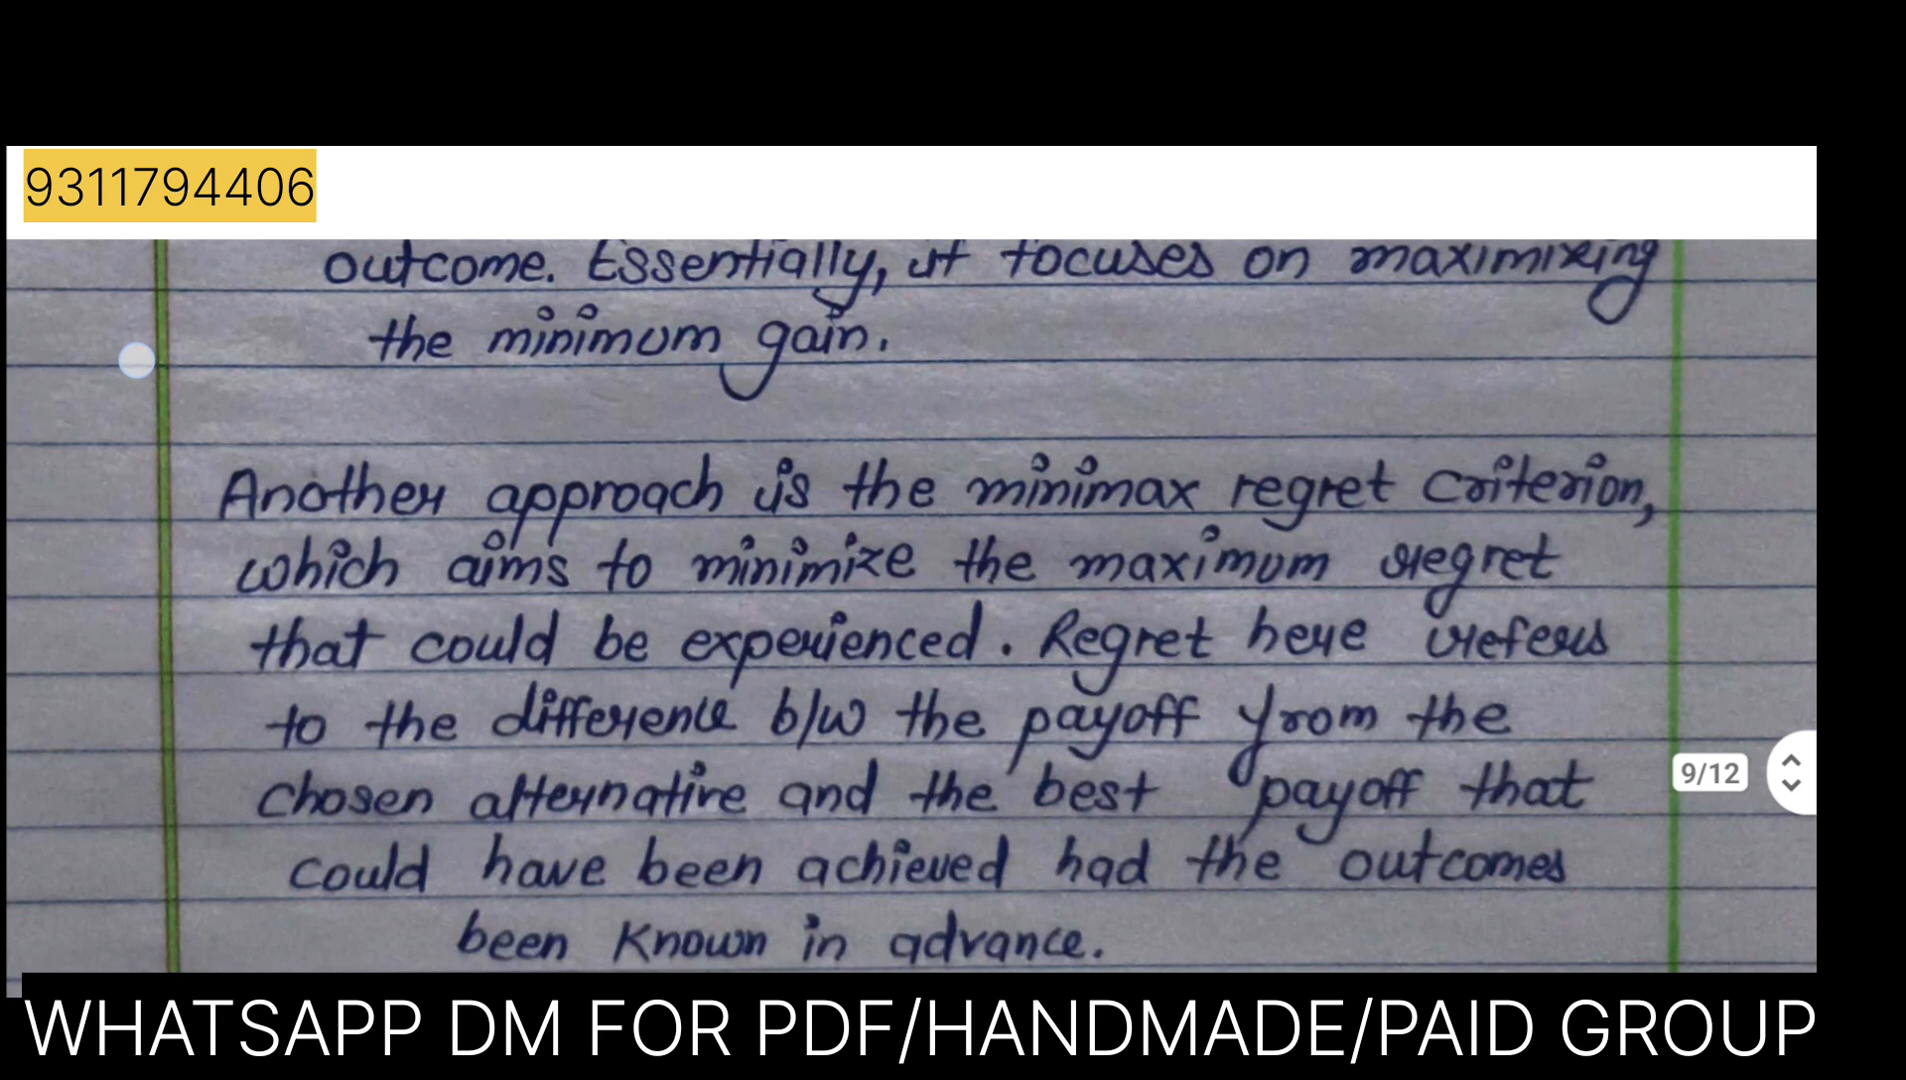 9311794406
outcome. Essentially, it focuses on maximixing
the minimum gain.
Another approach is the minimax regret criterion,
which aims to minimize the maximum regret
that could be experienced. Regret here refers
to the difference b/w the payoff from the
chosen alternative and the best payoff that
could have been achieved had the outcomes
been known in advance.
9/12
WHATSAPP DM FOR PDF/HANDMADE/PAID GROUP